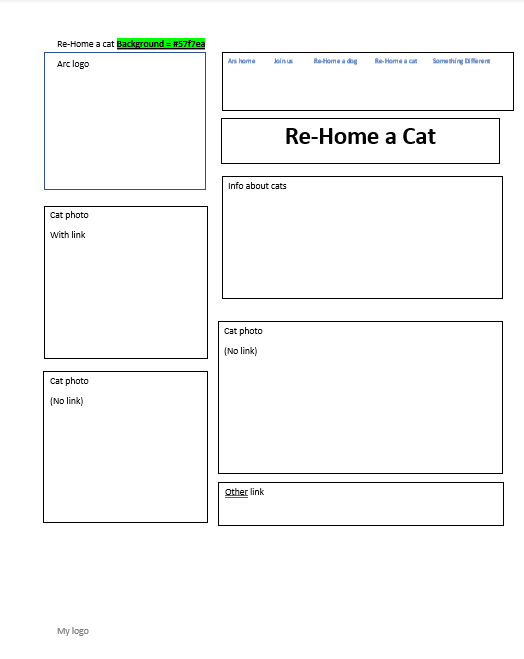 Re-Home a cat Background = #57f7ea
Arc logo
Ars home Join us Re-Home a dog Re-Home a cat Something Different
Re-Home a Cat
Info about cats
Cat photo
With link
Cat photo
(No link)
Cat photo
(No link)
Other link
My logo